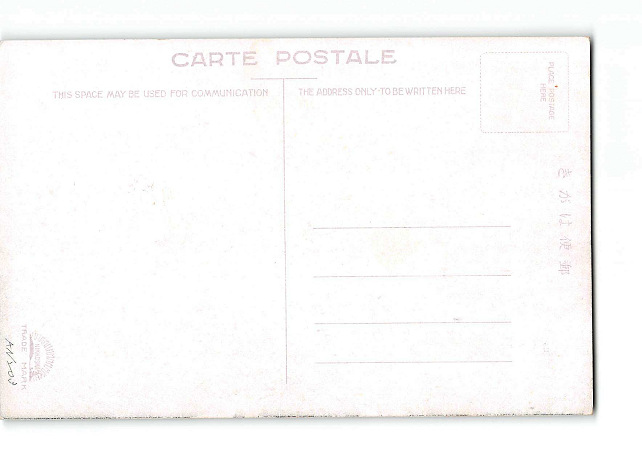 CARTE POSTALE
THIS SPACE MAY BE USED FOR COMMUNICATION
THE ADDRESS ONLY TO BE WRITTEN HERE
PLACE POSTAGE
HERE
きがは便郵
TRADE MARK